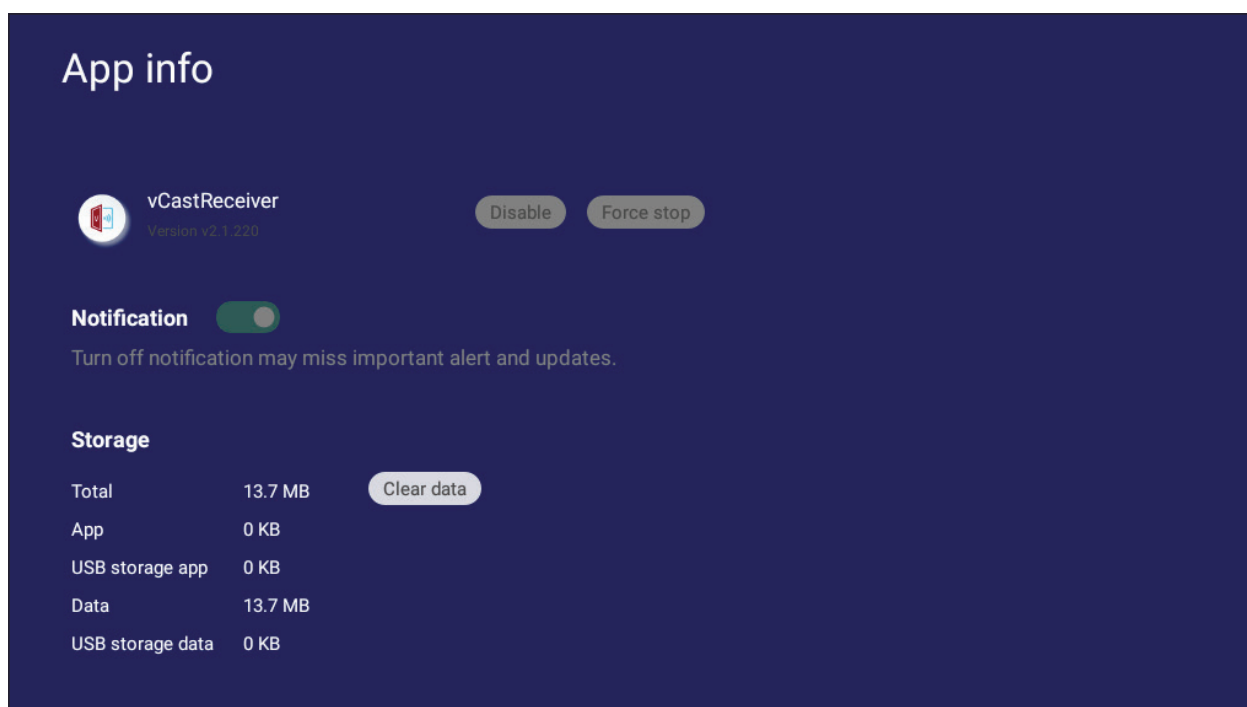 App info
vCastReceiver
Version v2.1.220
Disable
Force stop
Notification
Turn off notification may miss important alert and updates.
Storage
Total 13.7 MB Clear data
App 0 KB
USB storage app 0 KB
Data 13.7 MB
USB storage data 0 KB